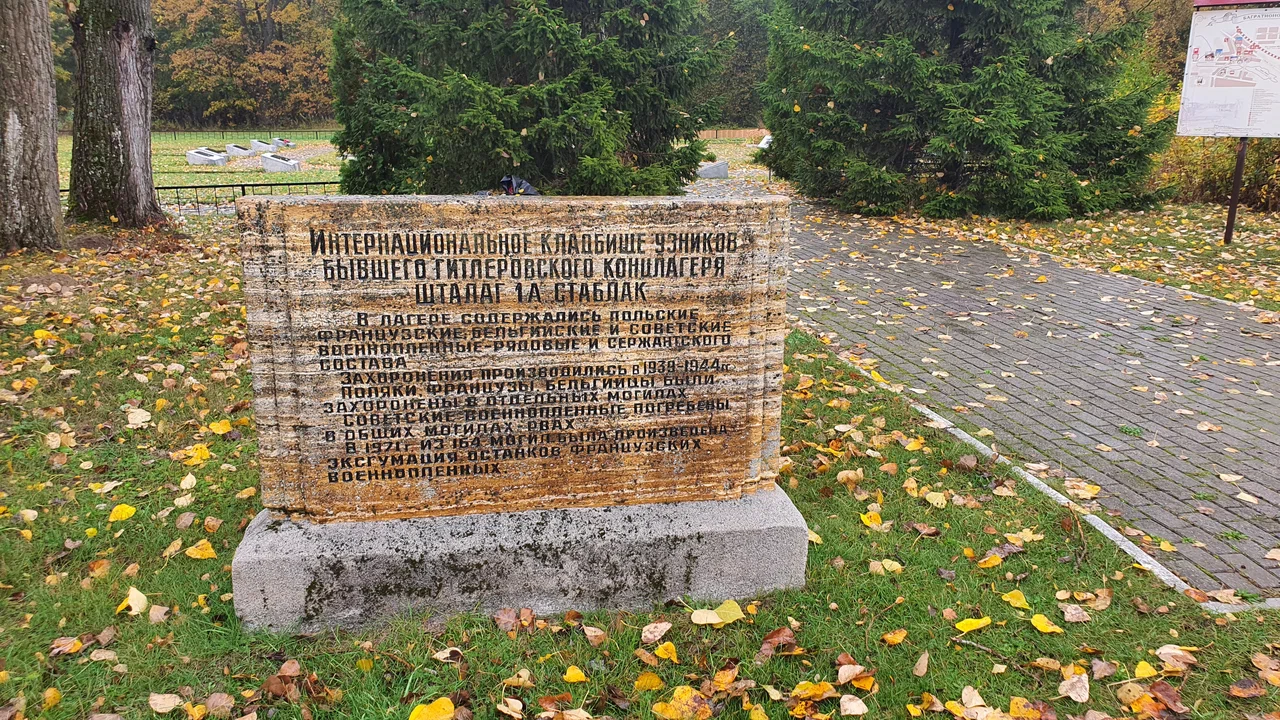 Интернациональное кладбище узников
бывшего гитлеровского концлагеря
шталаг 1А стаблак
В лагере содержались польские
французские бельгийские и советские
военнопленные-рядовые и сержантского
состава
Захоронения производились в 1939-1944гг
Поляки, французы, бельгийцы были
захоронены в отдельных могилах
Советские военнопленные погребены
в общих могилах рвах
В 197 г из 164 могил была произведена
эксгумация останков французских
военнопленных